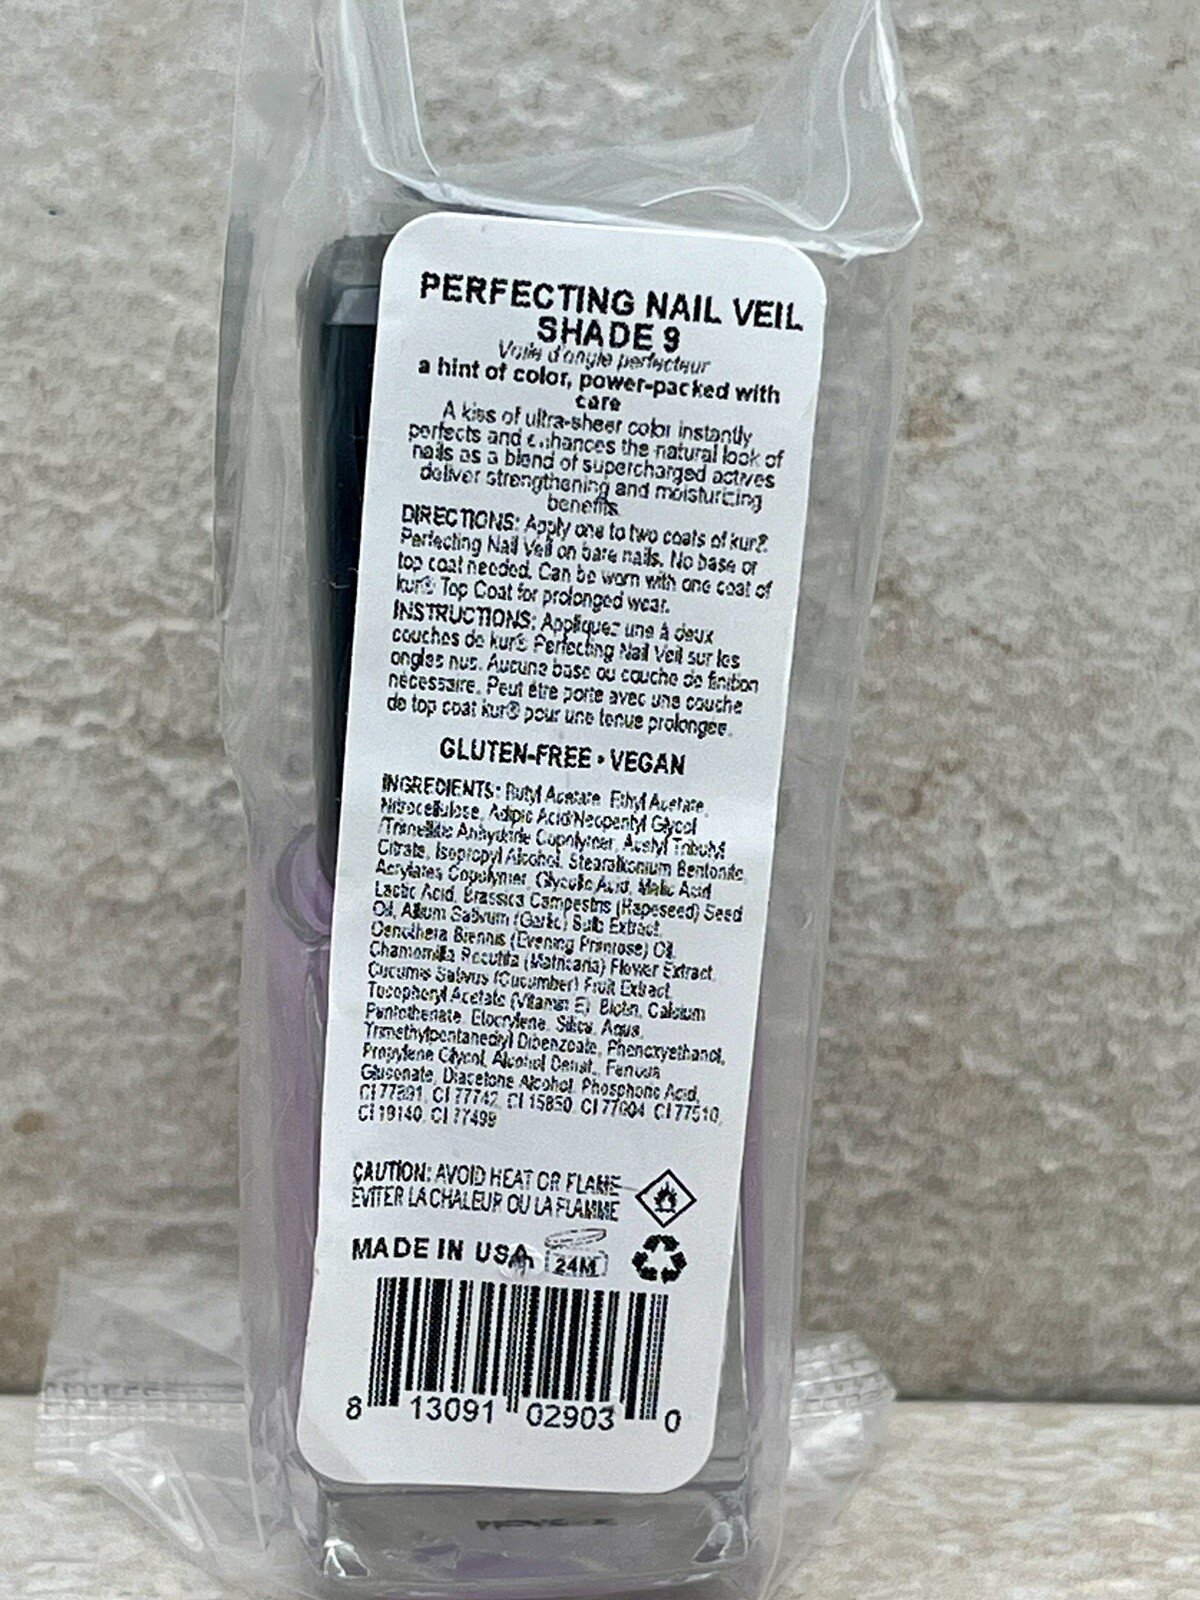 PERFECTING NAIL VEIL
SHADE 9
Voile d'ongle perfecteur
a hint of color, power-packed with
care
A kiss of ultra-sheer color instantly
perfects and enhances the natural look of
nails as a blend of supercharged actives
deliver strengthening and moisturizing
benefits.
DIRECTIONS: Apply one to two coats of kur®
Perfecting Nail Veil on bare nails. No base or
top coat needed. Can be worn with one coat of
kur® Top Coat for prolonged wear.
INSTRUCTIONS: Appliquez une à deux
couches de kur® Perfecting Nail Veil sur les
ongles nus. Aucune base ou couche de finition
nécessaire. Peut être porte avec une couche
de top coat kur® pour une tenue prolongée.
GLUTEN-FREE • VEGAN
INGREDIENTS: Butyl Acetate, Ethyl Acetate,
Nitrocellulose, Adipic Acid/Neopentyl Glycol
/Trimellitic Anhydride Copolymer, Acetyl Tributyl
Citrate, Isopropyl Alcohol, Stearalkonium Bentonite,
Acrylates Copolymer, Glycolic Acid, Malic Acid
Lactic Acid, Brassica Campestris (Rapeseed) Seed
Oil, Allium Sativum (Garlic) Bulb Extract,
Oenothera Biennis (Evening Primrose) Oil,
Chamomilla Recutita (Matricaria) Flower Extract,
Cucumis Sativus (Cucumber) Fruit Extract,
Tocopheryl Acetate (Vitamin E), Biotin, Calcium
Pantothenate, Etocrylene, Silica, Aqua,
Trimethylpentanediyl Dibenzoate, Phenoxyethanol,
Propylene Glycol, Alcohol Denat., Ferrous
Gluconate, Diacetone Alcohol, Phosphoric Acid,
CI 77891, CI 77742, CI 15850, CI 77004, CI 77510,
CI 19140, CI 77499
CAUTION: AVOID HEAT OR FLAME
ÉVITER LA CHALEUR OU LA FLAMME
MADE IN USA 24M
8 13091 02903 0